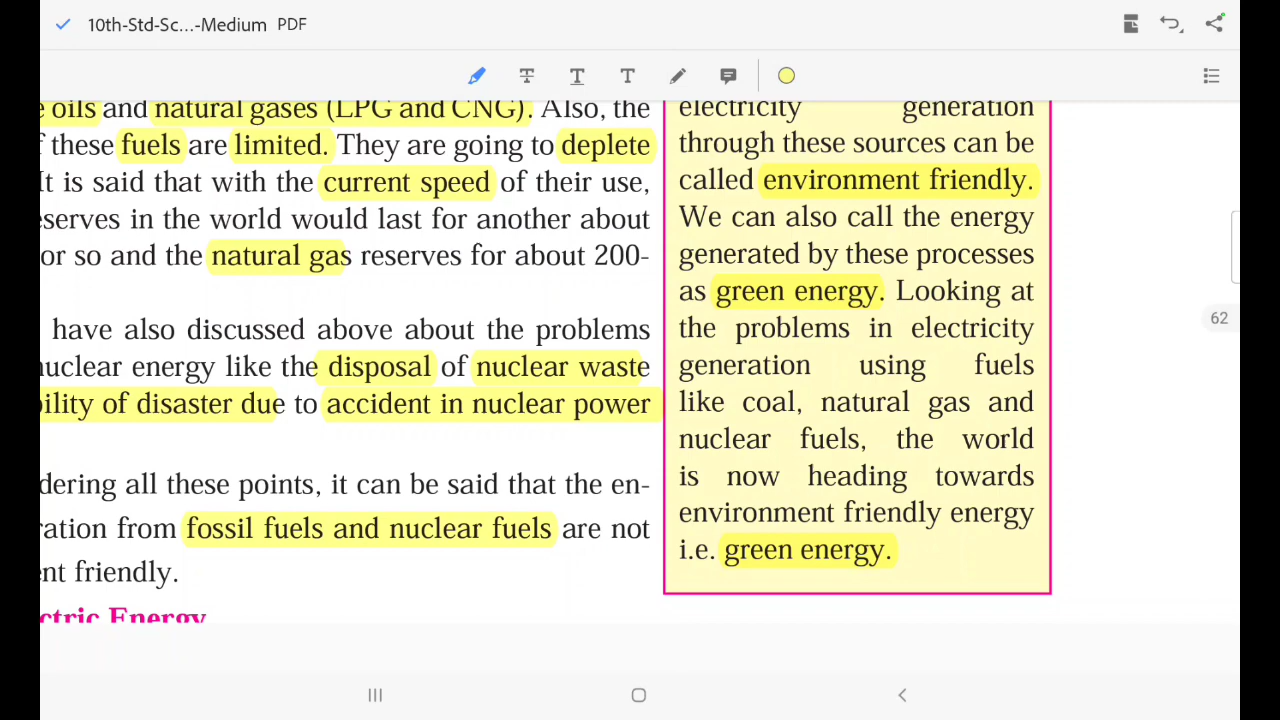 10th-Std-Sc...-Medium PDF
oils and natural gases (LPG and CNG). Also, the
these fuels are limited. They are going to deplete
It is said that with the current speed of their use,
eserves in the world would last for another about
or so and the natural gas reserves for about 200-
have also discussed above about the problems
nuclear energy like the disposal of nuclear waste
bility of disaster due to accident in nuclear power
dering all these points, it can be said that the en-
ration from fossil fuels and nuclear fuels are not
nt friendly.
ctric Energy
electricity generation
through these sources can be
called environment friendly.
We can also call the energy
generated by these processes
as green energy. Looking at
the problems in electricity
generation using fuels
like coal, natural gas and
nuclear fuels, the world
is now heading towards
environment friendly energy
i.e. green energy.
62